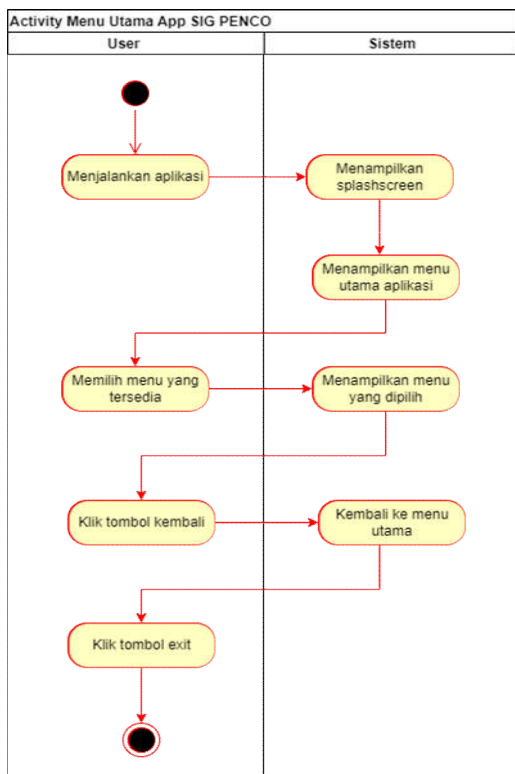 Activity Menu Utama App SIG PENCO
User
Sistem
Menjalankan aplikasi
Menampilkan
splashscreen
Menampilkan menu
utama aplikasi
Memilih menu yang
tersedia
Menampilkan menu
yang dipilih
Klik tombol kembali
Kembali ke menu
utama
Klik tombol exit